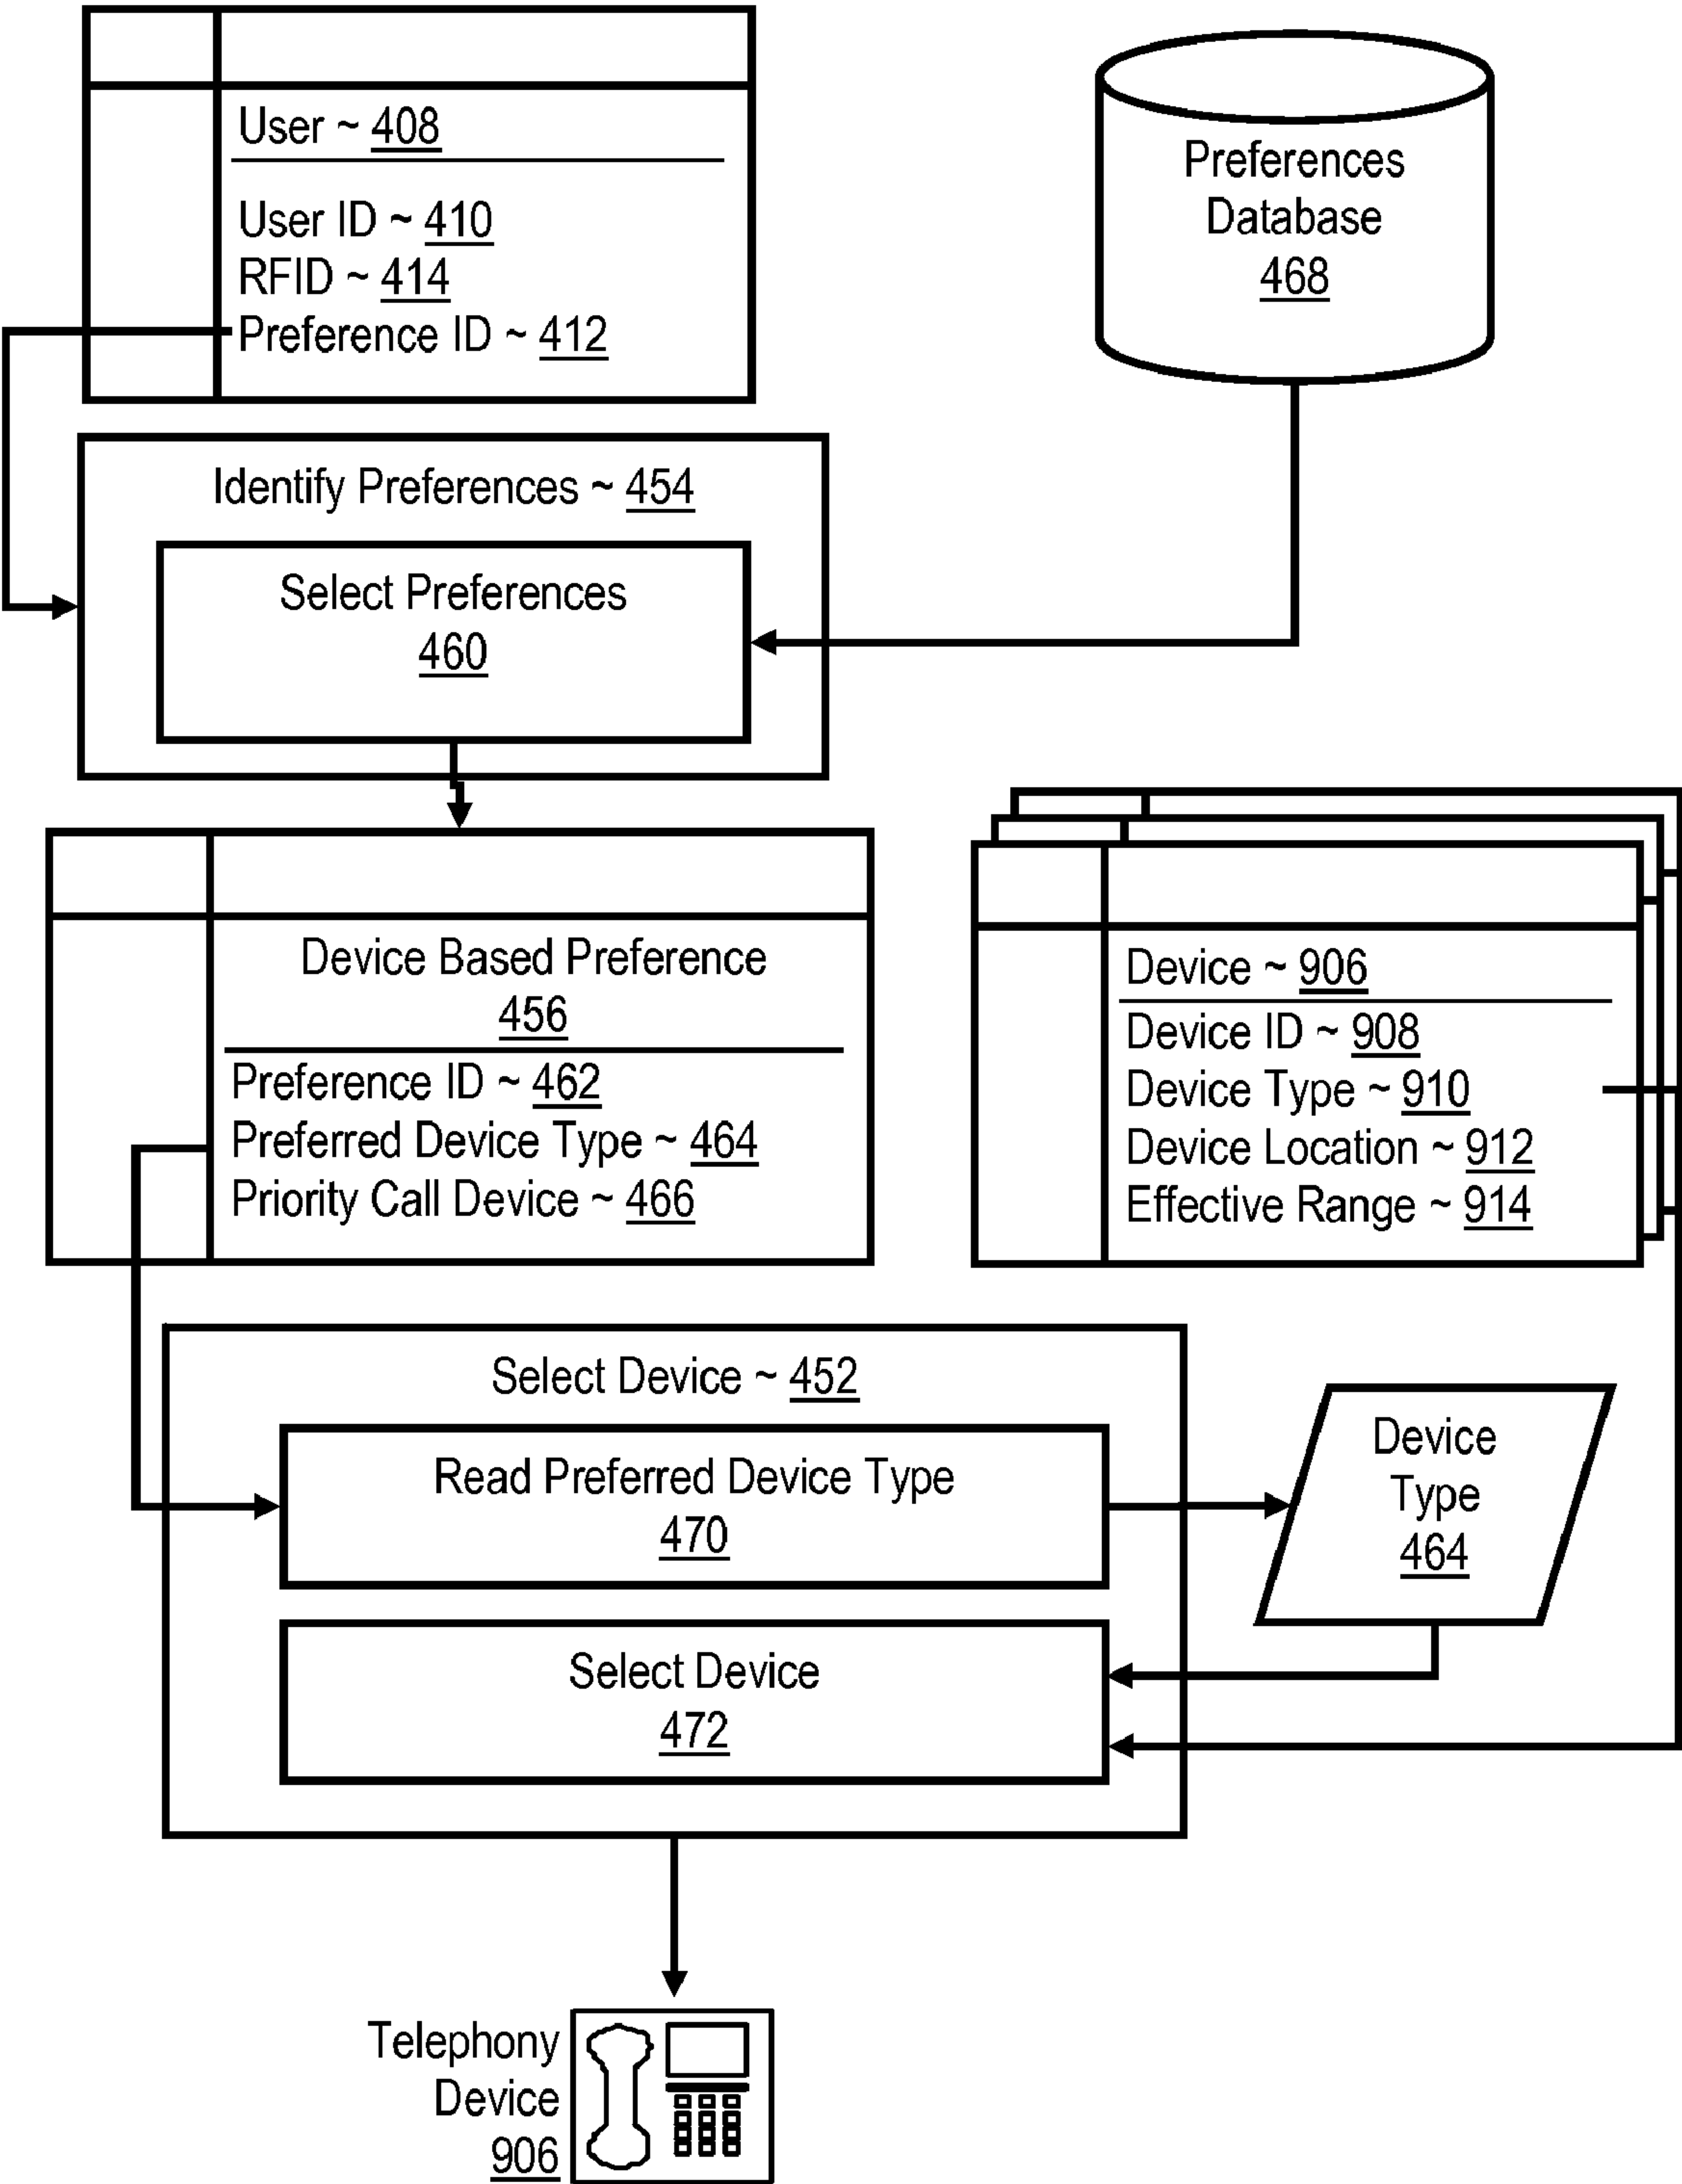 User ~ 408
User ID ~ 410
RFID ~ 414
Preference ID ~ 412
Preferences
Database
468
Identify Preferences ~ 454
Select Preferences
460
Device Based Preference
456
Preference ID ~ 462
Preferred Device Type ~ 464
Priority Call Device ~ 466
Device ~ 906
Device ID ~ 908
Device Type ~ 910
Device Location ~ 912
Effective Range ~ 914
Select Device ~ 452
Read Preferred Device Type
470
Device
Type
464
Select Device
472
Telephony
Device
906